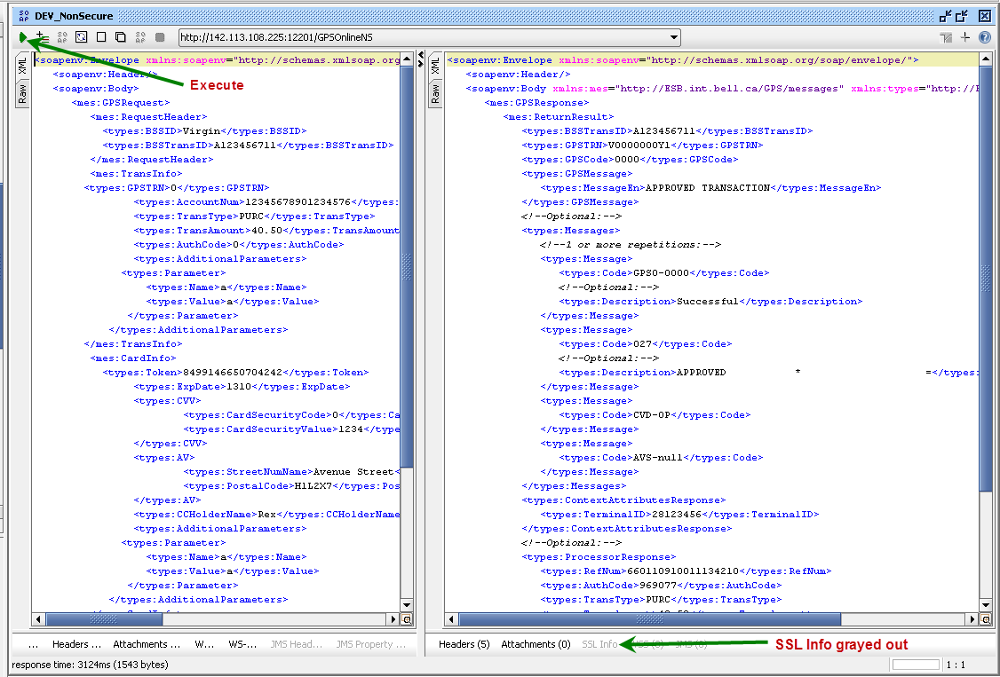 DEV_NonSecure
http://142.113.108.225:12201/GPSOnlineNS
Execute
XML
Raw
<soapenv:Envelope xmlns:soapenv="http://schemas.xmlsoap.org
<soapenv:Header/>
<soapenv:Body>
<mes:GPSRequest>
<mes:RequestHeader>
<types:BSSID>Virgin</types:BSSID>
<types:BSSTransID>A123456711</types:BSSTransID>
</mes:RequestHeader>
<mes:TransInfo>
<types:GPSTRN>0</types:GPSTRN>
<types:AccountNum>12345678901234576</types:
<types:TransType>PURC</types:TransType>
<types:TransAmount>40.50</types:TransAmount
<types:AuthCode>0</types:AuthCode>
<types:AdditionalParameters>
<types:Parameter>
<types:Name>a</types:Name>
<types:Value>a</types:Value>
</types:Parameter>
</types:AdditionalParameters>
</mes:TransInfo>
<mes:CardInfo>
<types:Token>8499146650704242</types:Token>
<types:ExpDate>1310</types:ExpDate>
<types:CVV>
<types:CardSecurityCode>0</types:Ca
<types:CardSecurityValue>1234</type
</types:CVV>
<types:AV>
<types:StreetNumName>Avenue Street<
<types:PostalCode>H1L2X7</types:Pos
</types:AV>
<types:CCHolderName>Rex</types:CCHolderName
<types:AdditionalParameters>
<types:Parameter>
<types:Name>a</types:Name>
<types:Value>a</types:Value>
</types:Parameter>
</types:AdditionalParameters>
XML
Raw
<soapenv:Envelope xmlns:soapenv="http://schemas.xmlsoap.org/soap/envelope/">
<soapenv:Header/>
<soapenv:Body xmlns:mes="http://ESB.int.bell.ca/GPS/messages" xmlns:types="http://
<mes:GPSResponse>
<mes:ReturnResult>
<types:BSSTransID>A123456711</types:BSSTransID>
<types:GPSTRN>V0000000Y1</types:GPSTRN>
<types:GPSCode>0000</types:GPSCode>
<types:GPSMessage>
<types:MessageEn>APPROVED TRANSACTION</types:MessageEn>
</types:GPSMessage>
<!--Optional:-->
<types:Messages>
<!--1 or more repetitions:-->
<types:Message>
<types:Code>GPSO-0000</types:Code>
<!--Optional:-->
<types:Description>Successful</types:Description>
</types:Message>
<types:Message>
<types:Code>027</types:Code>
<!--Optional:-->
<types:Description>APPROVED * =</types:
</types:Message>
<types:Message>
<types:Code>CVD-OP</types:Code>
</types:Message>
<types:Message>
<types:Code>AVS-null</types:Code>
</types:Message>
</types:Messages>
<types:ContextAttributesResponse>
<types:TerminalID>28123456</types:TerminalID>
</types:ContextAttributesResponse>
<!--Optional:-->
<types:ProcessorResponse>
<types:RefNum>660110910011134210</types:RefNum>
<types:AuthCode>969077</types:AuthCode>
<types:TransType>PURC</types:TransType>
... Headers ... Attachments ... W... WS-... JMS Head... JMS Property ...
Headers (5) Attachments (0) SSL Info
SSL Info grayed out
response time: 3124ms (1543 bytes)
1 : 1